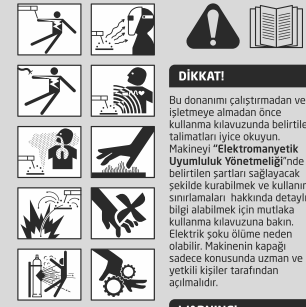 DİKKAT!
Bu donanımı çalıştırmadan ve
işletmeye almadan önce
kullanma kılavuzunda belirtile
talimatları iyice okuyun.
Makineyi "Elektromanyetik
Uyumluluk Yönetmeliği"nde
belirtilen şartları sağlayacak
şekilde kurabilmek ve kullanım
sınırlamaları hakkında detaylı
bilgi alabilmek için mutlaka
kullanma kılavuzuna bakın.
Elektrik şoku ölüme neden
olabilir. Makinenin kapağı
sadece konusunda uzman ve
yetkili kişiler tarafından
açılmalıdır.